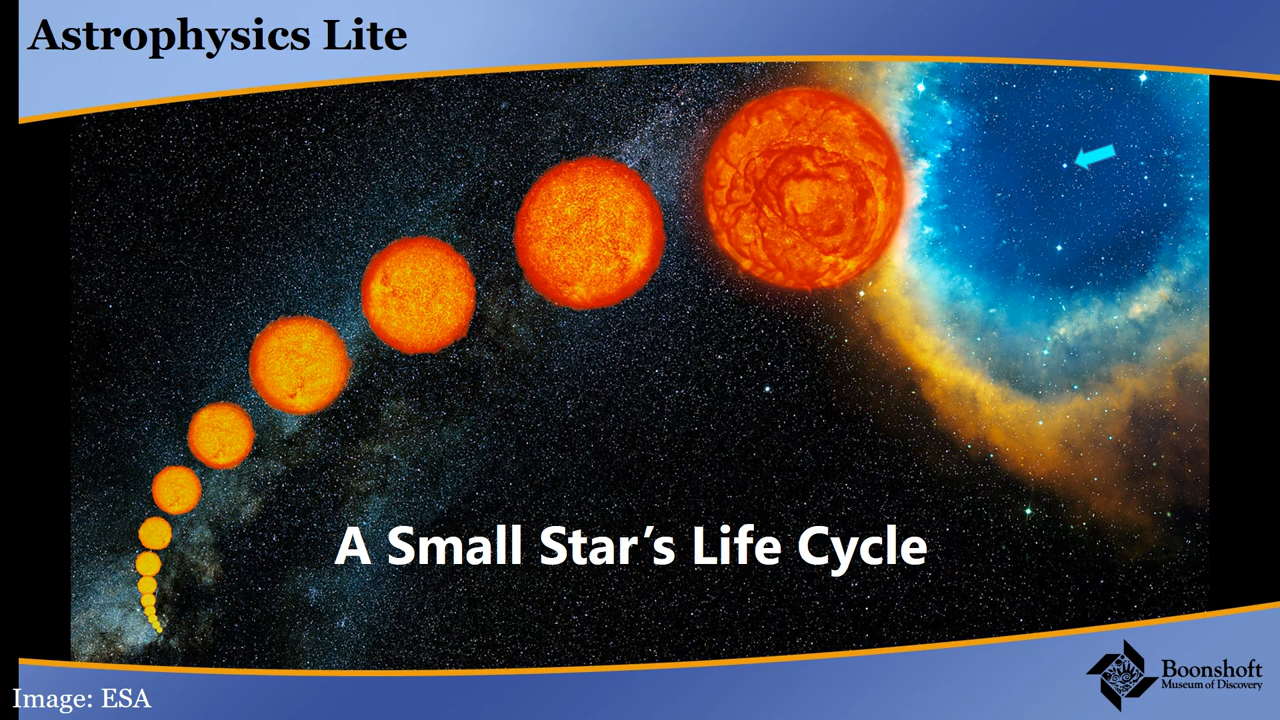 Astrophysics Lite
A Small Star’s Life Cycle
Image: ESA
Boonshoft
Museum of Discovery